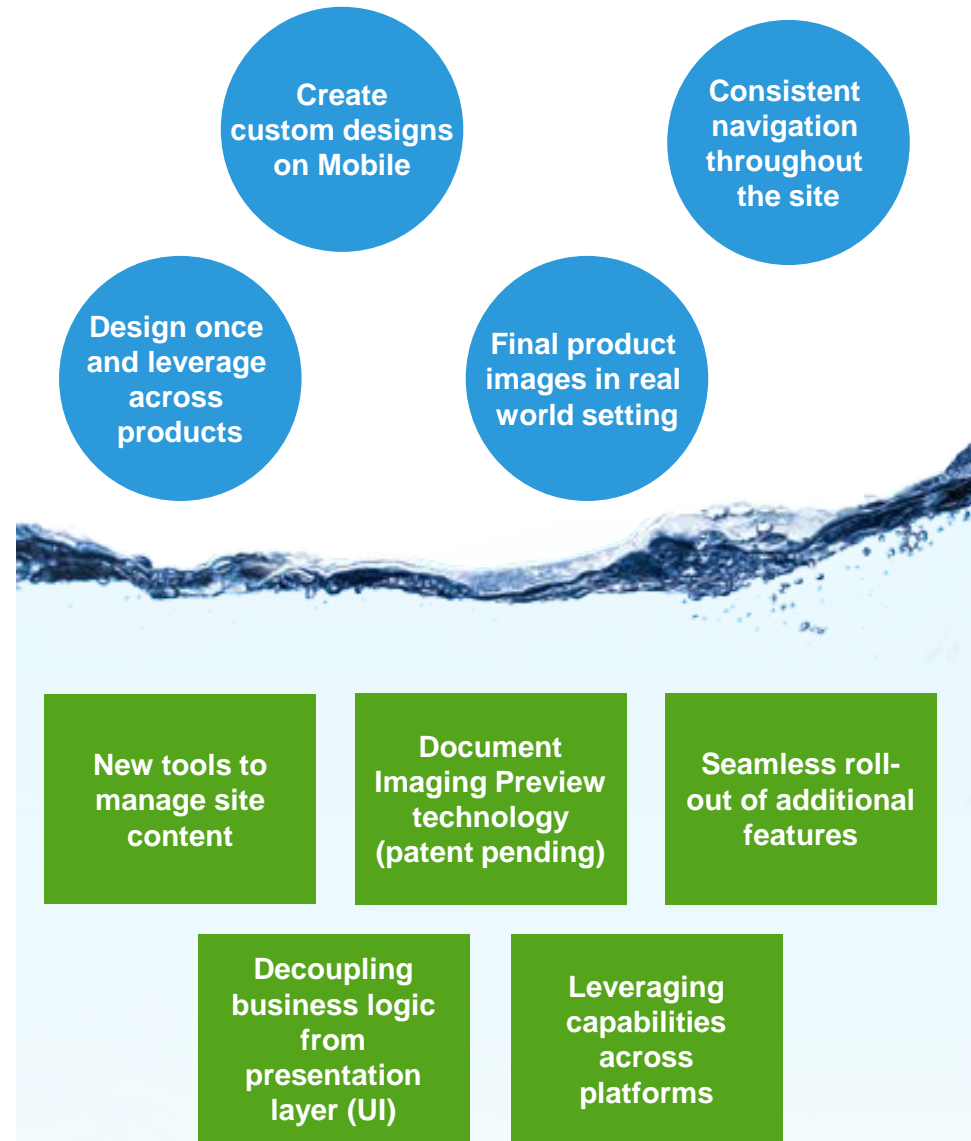 Create
custom designs
on Mobile
Consistent
navigation
throughout
the site
Design once
and leverage
across
products
Final product
images in real
world setting
New tools to
manage site
content
Document
Imaging Preview
technology
(patent pending)
Seamless roll-
out of additional
features
Decoupling
business logic
from
presentation
layer (UI)
Leveraging
capabilities
across
platforms